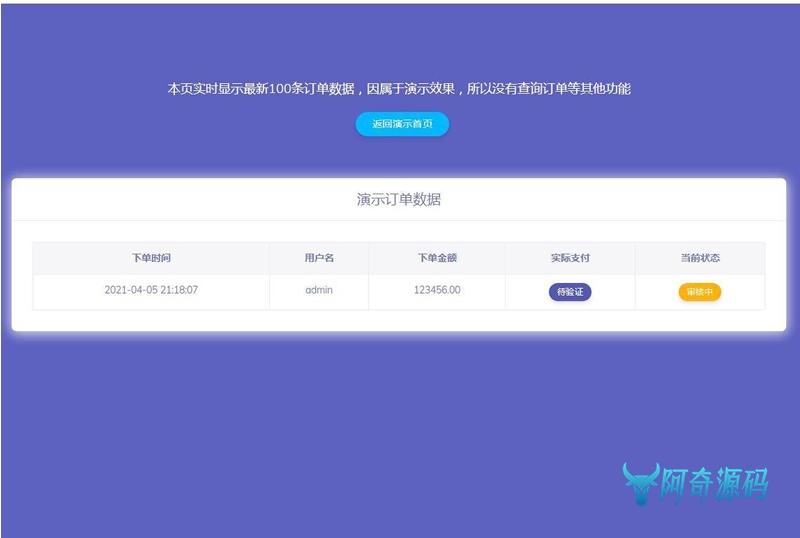 本页实时显示最新100条订单数据，因属于演示效果，所以没有查询订单等其他功能
返回演示首页
演示订单数据
下单时间 用户名 下单金额 实际支付 当前状态
2021-04-05 21:18:07 admin 123456.00 待验证 审核中
阿奇源码